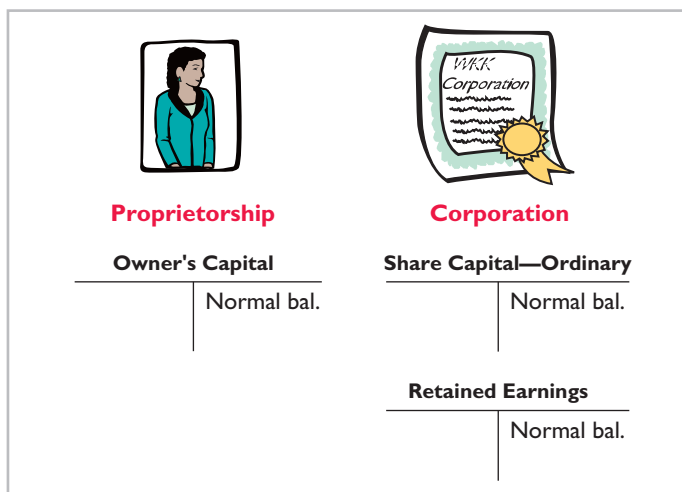 WKK
Corporation
Proprietorship
Corporation
Owner's Capital
Normal bal.
Share Capital—Ordinary
Normal bal.
Retained Earnings
Normal bal.